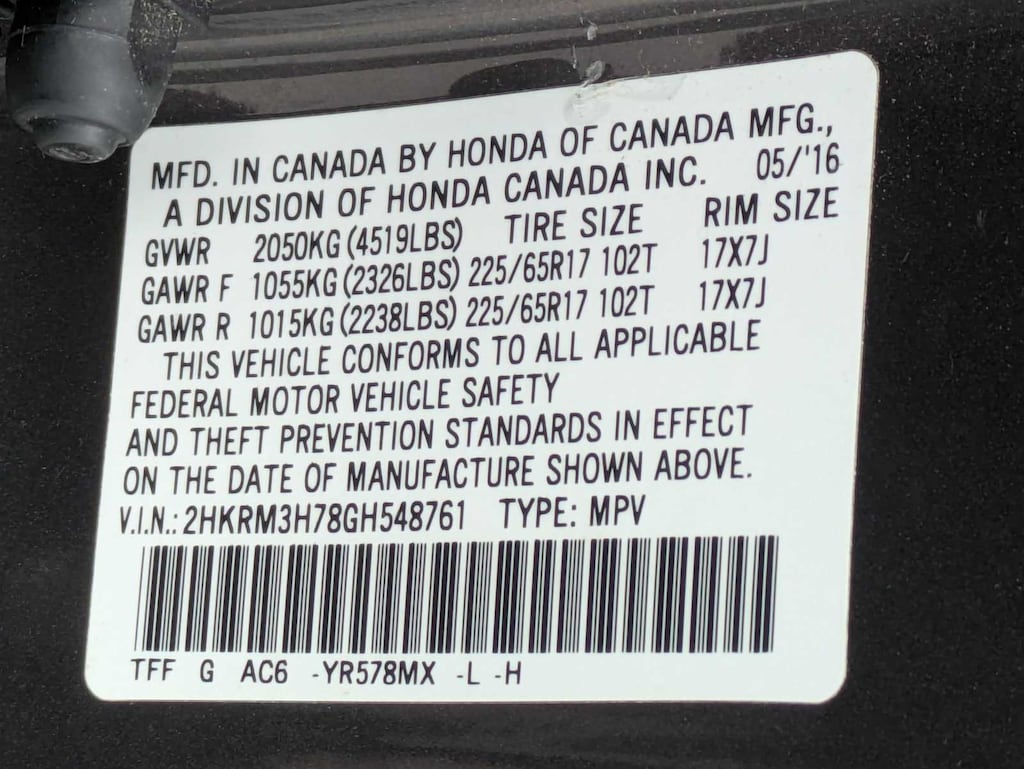 MFD. IN CANADA BY HONDA OF CANADA MFG.,
A DIVISION OF HONDA CANADA INC. 05/'16
GVWR 2050KG (4519LBS) TIRE SIZE RIM SIZE
GAWR F 1055KG (2326LBS) 225/65R17 102T 17X7J
GAWR R 1015KG (2238LBS) 225/65R17 102T 17X7J
THIS VEHICLE CONFORMS TO ALL APPLICABLE
FEDERAL MOTOR VEHICLE SAFETY
AND THEFT PREVENTION STANDARDS IN EFFECT
ON THE DATE OF MANUFACTURE SHOWN ABOVE.
V.I.N.: 2HKRM3H78GH548761 TYPE: MPV
TFF G AC6 -YR578MX -L -H